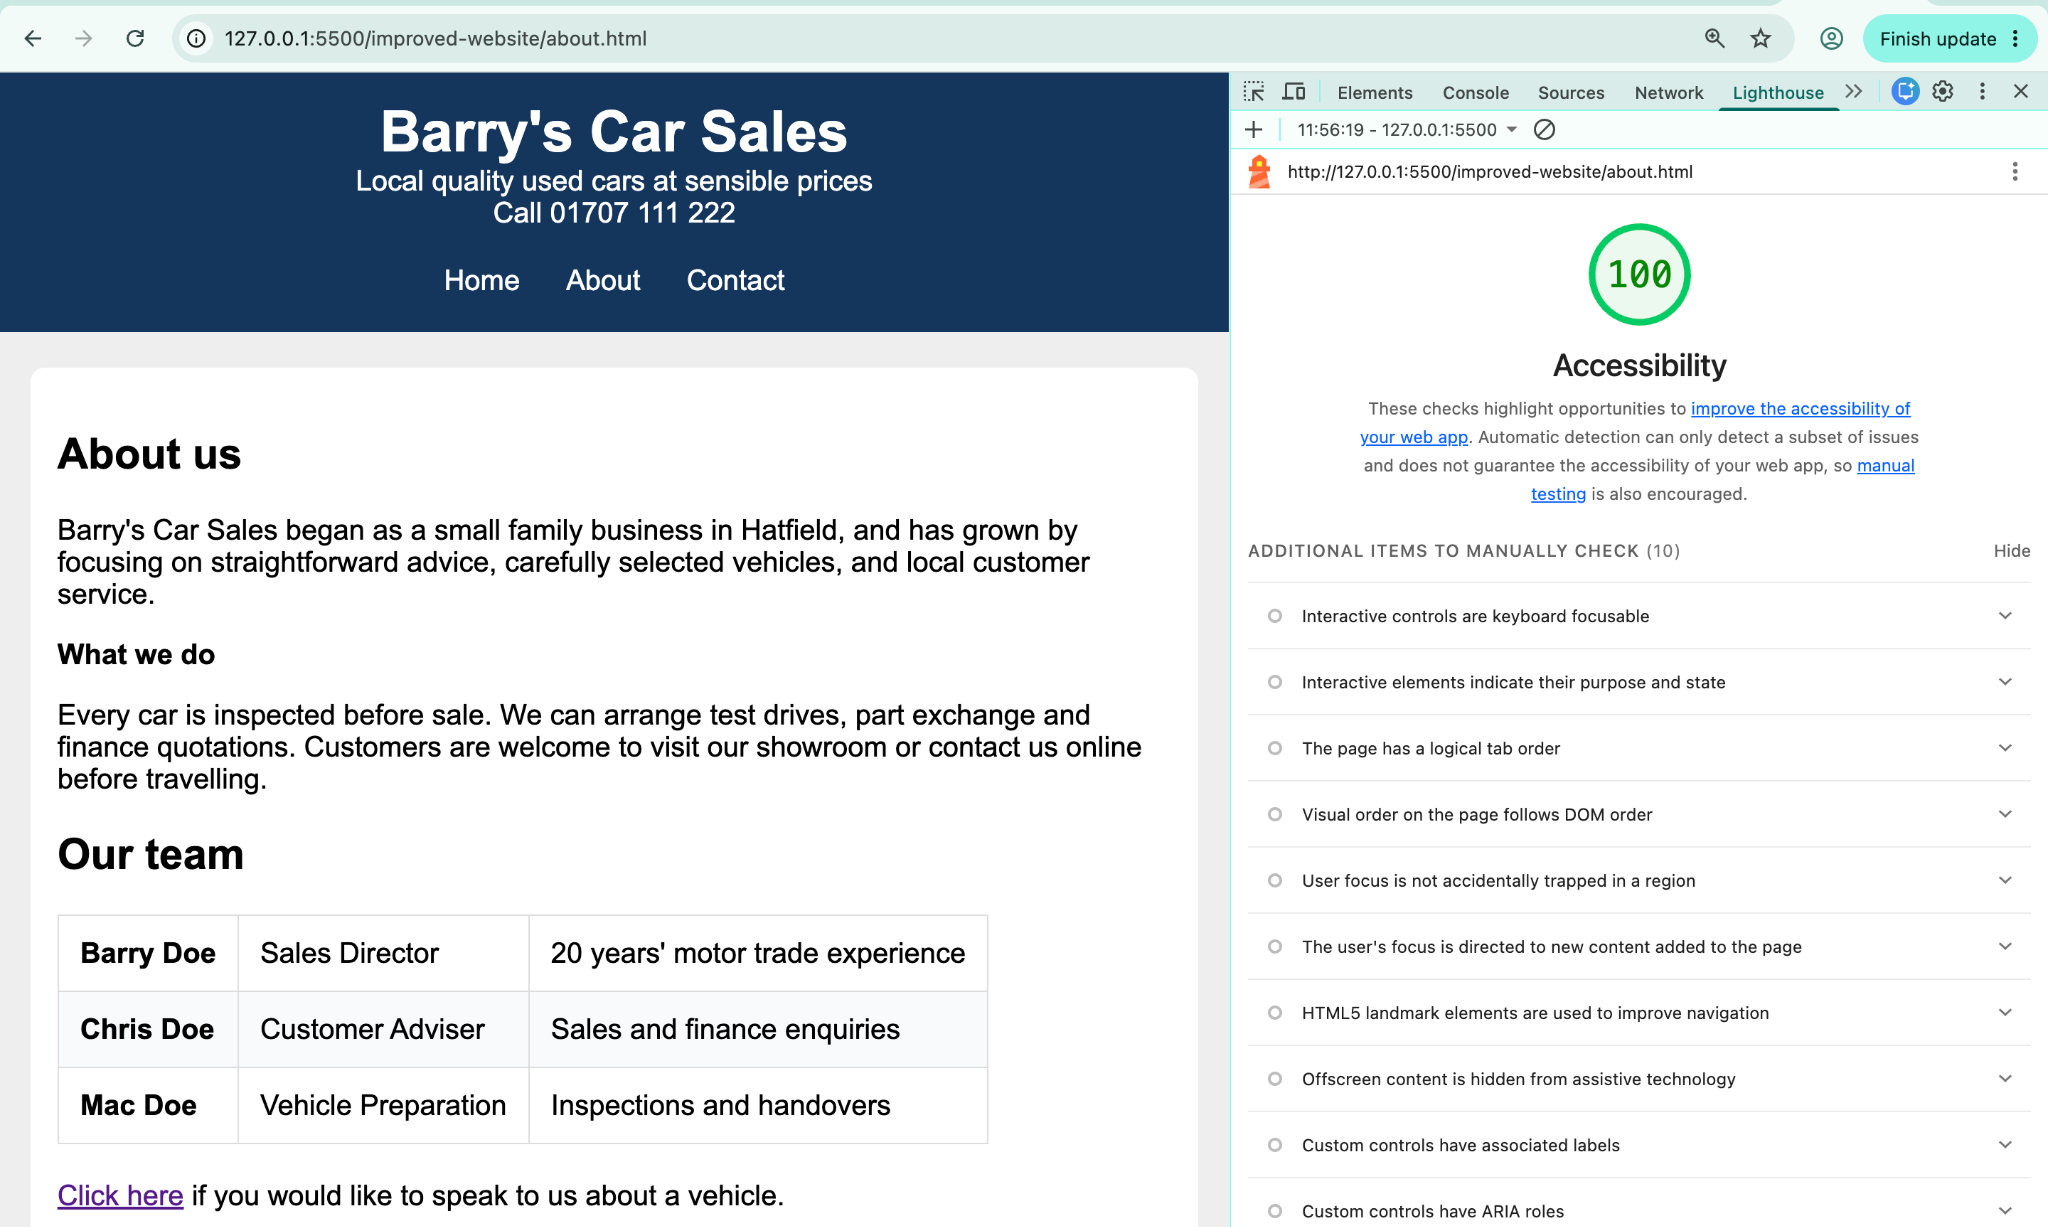 127.0.0.1:5500/improved-website/about.html
Finish update
Barry's Car Sales
Local quality used cars at sensible prices
Call 01707 111 222
Home About Contact
About us
Barry's Car Sales began as a small family business in Hatfield, and has grown by
focusing on straightforward advice, carefully selected vehicles, and local customer
service.
What we do
Every car is inspected before sale. We can arrange test drives, part exchange and
finance quotations. Customers are welcome to visit our showroom or contact us online
before travelling.
Our team
Barry Doe Sales Director 20 years' motor trade experience
Chris Doe Customer Adviser Sales and finance enquiries
Mac Doe Vehicle Preparation Inspections and handovers
Click here if you would like to speak to us about a vehicle.
Elements Console Sources Network Lighthouse
11:56:19 - 127.0.0.1:5500
http://127.0.0.1:5500/improved-website/about.html
100
Accessibility
These checks highlight opportunities to improve the accessibility of
your web app. Automatic detection can only detect a subset of issues
and does not guarantee the accessibility of your web app, so manual
testing is also encouraged.
ADDITIONAL ITEMS TO MANUALLY CHECK (10) Hide
Interactive controls are keyboard focusable
Interactive elements indicate their purpose and state
The page has a logical tab order
Visual order on the page follows DOM order
User focus is not accidentally trapped in a region
The user's focus is directed to new content added to the page
HTML5 landmark elements are used to improve navigation
Offscreen content is hidden from assistive technology
Custom controls have associated labels
Custom controls have ARIA roles